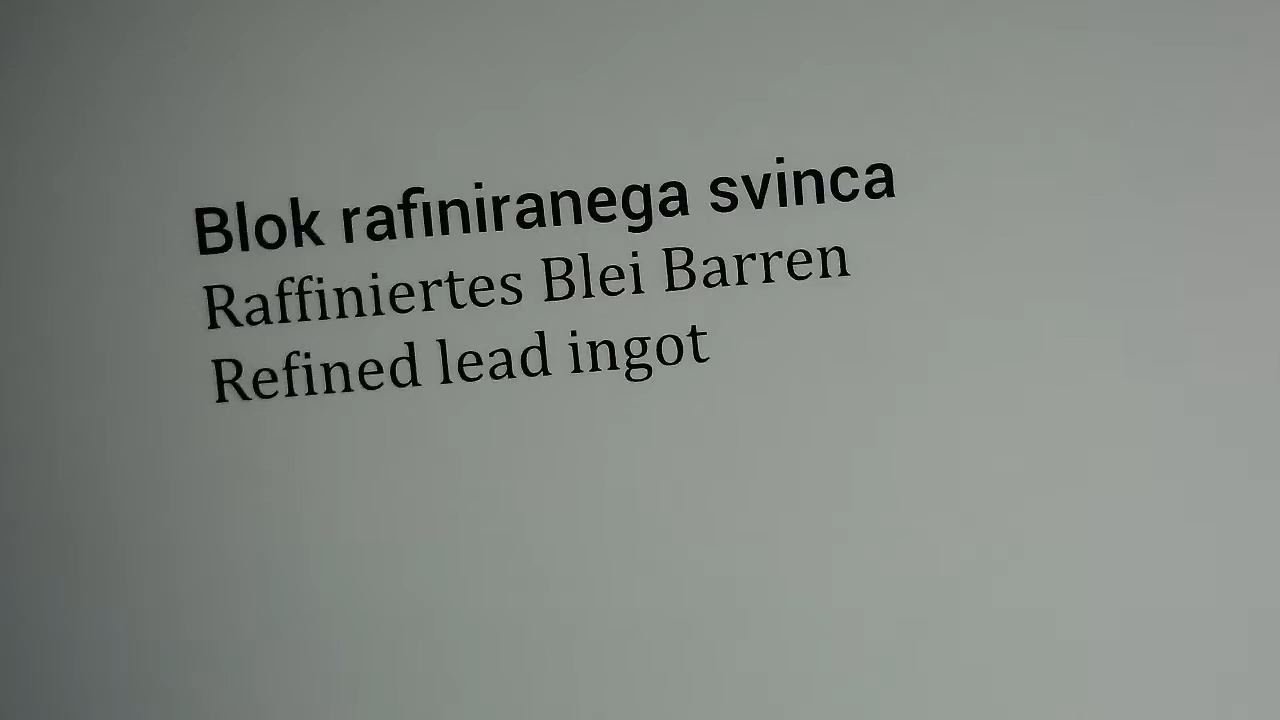 Blok rafiniranega svinca
Raffiniertes Blei Barren
Refined lead ingot